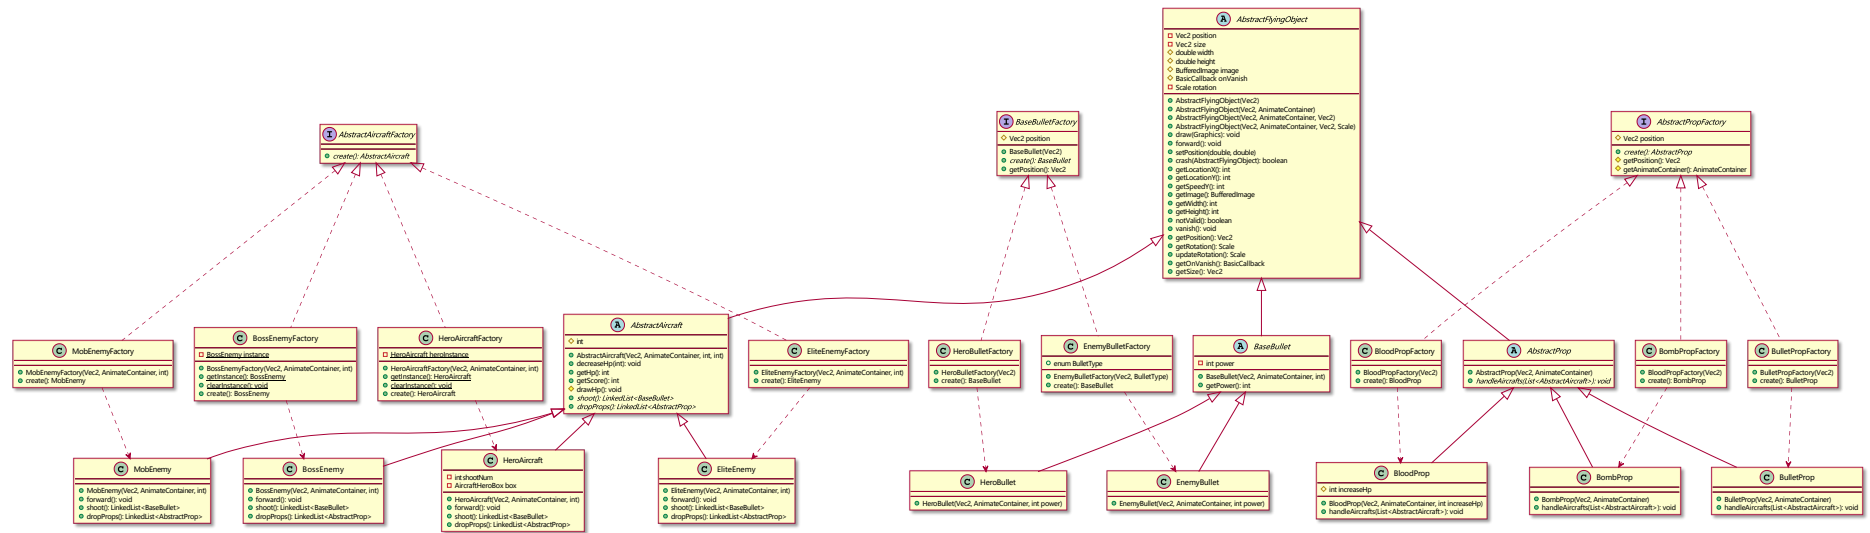 A AbstractFlyingObject
Vec2 position
Vec2 size
double width
double height
BufferedImage image
BasicCallback onVanish
Scale rotation
AbstractFlyingObject(Vec2)
AbstractFlyingObject(Vec2, AnimateContainer)
AbstractFlyingObject(Vec2, AnimateContainer, Vec2)
AbstractFlyingObject(Vec2, AnimateContainer, Vec2, Scale)
draw(Graphics): void
forward(): void
setPosition(double, double)
crash(AbstractFlyingObject): boolean
getLocationX(): int
getLocationY(): int
getSpeedY(): int
getImage(): BufferedImage
getWidth(): int
getHeight(): int
notValid(): boolean
vanish(): void
getPosition(): Vec2
getRotation(): Scale
updateRotation(): Scale
getOnVanish(): BasicCallback
getSize(): Vec2
I AbstractAircraftFactory
create(): AbstractAircraft
I BaseBulletFactory
Vec2 position
BaseBullet(Vec2)
create(): BaseBullet
getPosition(): Vec2
I AbstractPropFactory
Vec2 position
create(): AbstractProp
getPosition(): Vec2
getAnimateContainer(): AnimateContainer
C MobEnemyFactory
MobEnemyFactory(Vec2, AnimateContainer, int)
create(): MobEnemy
C BossEnemyFactory
BossEnemy instance
BossEnemyFactory(Vec2, AnimateContainer, int)
getInstance(): BossEnemy
clearInstance(): void
create(): BossEnemy
C HeroAircraftFactory
HeroAircraft heroInstance
HeroAircraftFactory(Vec2, AnimateContainer, int)
getInstance(): HeroAircraft
clearInstance(): void
create(): HeroAircraft
A AbstractAircraft
int
AbstractAircraft(Vec2, AnimateContainer, int, int)
decreaseHp(int): void
getHp(): int
getScore(): int
drawHp(): void
shoot(): LinkedList<BaseBullet>
dropProps(): LinkedList<AbstractProp>
C EliteEnemyFactory
EliteEnemyFactory(Vec2, AnimateContainer, int)
create(): EliteEnemy
C HeroBulletFactory
HeroBulletFactory(Vec2)
create(): BaseBullet
C EnemyBulletFactory
enum BulletType
EnemyBulletFactory(Vec2, BulletType)
create(): BaseBullet
A BaseBullet
int power
BaseBullet(Vec2, AnimateContainer, int)
getPower(): int
C BloodPropFactory
BloodPropFactory(Vec2)
create(): BloodProp
A AbstractProp
AbstractProp(Vec2, AnimateContainer)
handleAircrafts(List<AbstractAircraft>): void
C BombPropFactory
BloodPropFactory(Vec2)
create(): BombProp
C BulletPropFactory
BulletPropFactory(Vec2)
create(): BulletProp
C MobEnemy
MobEnemy(Vec2, AnimateContainer, int)
forward(): void
shoot(): LinkedList<BaseBullet>
dropProps(): LinkedList<AbstractProp>
C BossEnemy
BossEnemy(Vec2, AnimateContainer, int)
forward(): void
shoot(): LinkedList<BaseBullet>
dropProps(): LinkedList<AbstractProp>
C HeroAircraft
int shootNum
AircraftHeroBox box
HeroAircraft(Vec2, AnimateContainer, int)
forward(): void
shoot(): LinkedList<BaseBullet>
dropProps(): LinkedList<AbstractProp>
C EliteEnemy
EliteEnemy(Vec2, AnimateContainer, int)
forward(): void
shoot(): LinkedList<BaseBullet>
dropProps(): LinkedList<AbstractProp>
C HeroBullet
HeroBullet(Vec2, AnimateContainer, int power)
C EnemyBullet
EnemyBullet(Vec2, AnimateContainer, int power)
C BloodProp
int increaseHp
BloodProp(Vec2, AnimateContainer, int increaseHp)
handleAircrafts(List<AbstractAircraft>): void
C BombProp
BombProp(Vec2, AnimateContainer)
handleAircrafts(List<AbstractAircraft>): void
C BulletProp
BulletProp(Vec2, AnimateContainer)
handleAircrafts(List<AbstractAircraft>): void